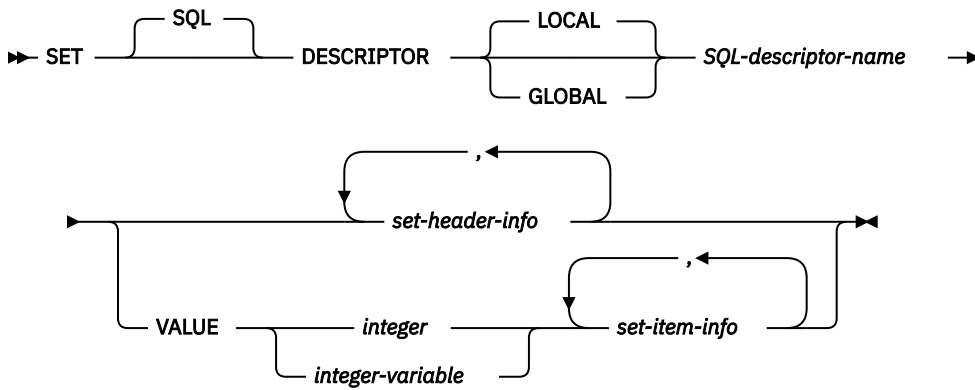 SQL
LOCAL
SET DESCRIPTOR SQL-descriptor-name
GLOBAL
,
set-header-info
,
VALUE integer set-item-info
integer-variable